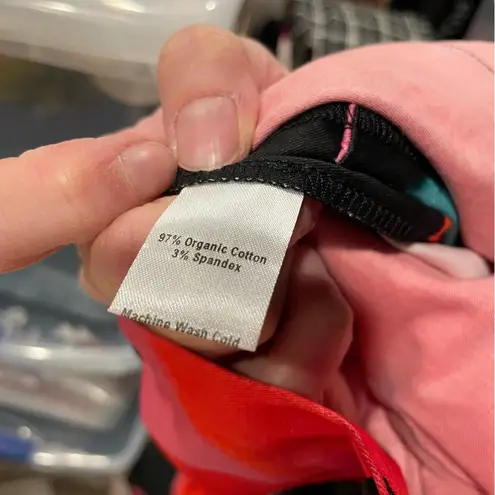 97% Organic Cotton
3% Spandex
Machine Wash Cold